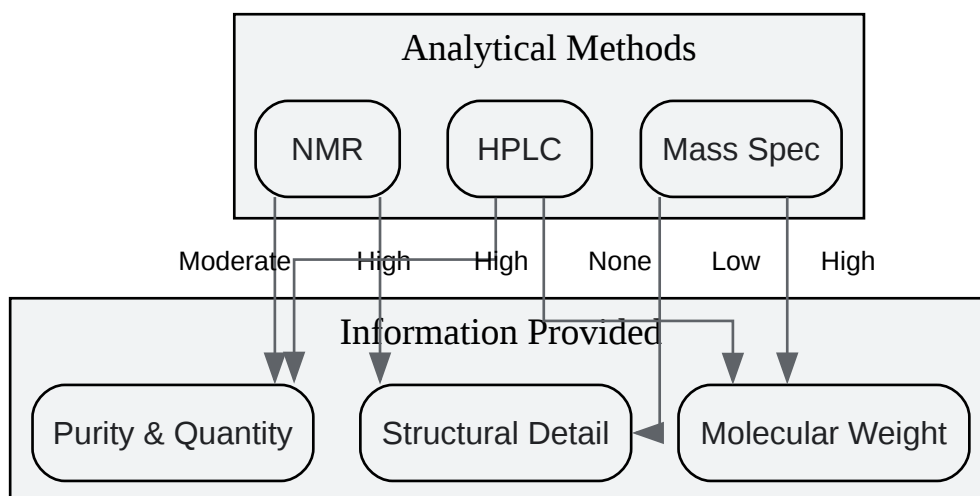 Analytical Methods
NMR
HPLC
Mass Spec
Moderate
High
High
None
Low
High
Information Provided
Purity & Quantity
Structural Detail
Molecular Weight